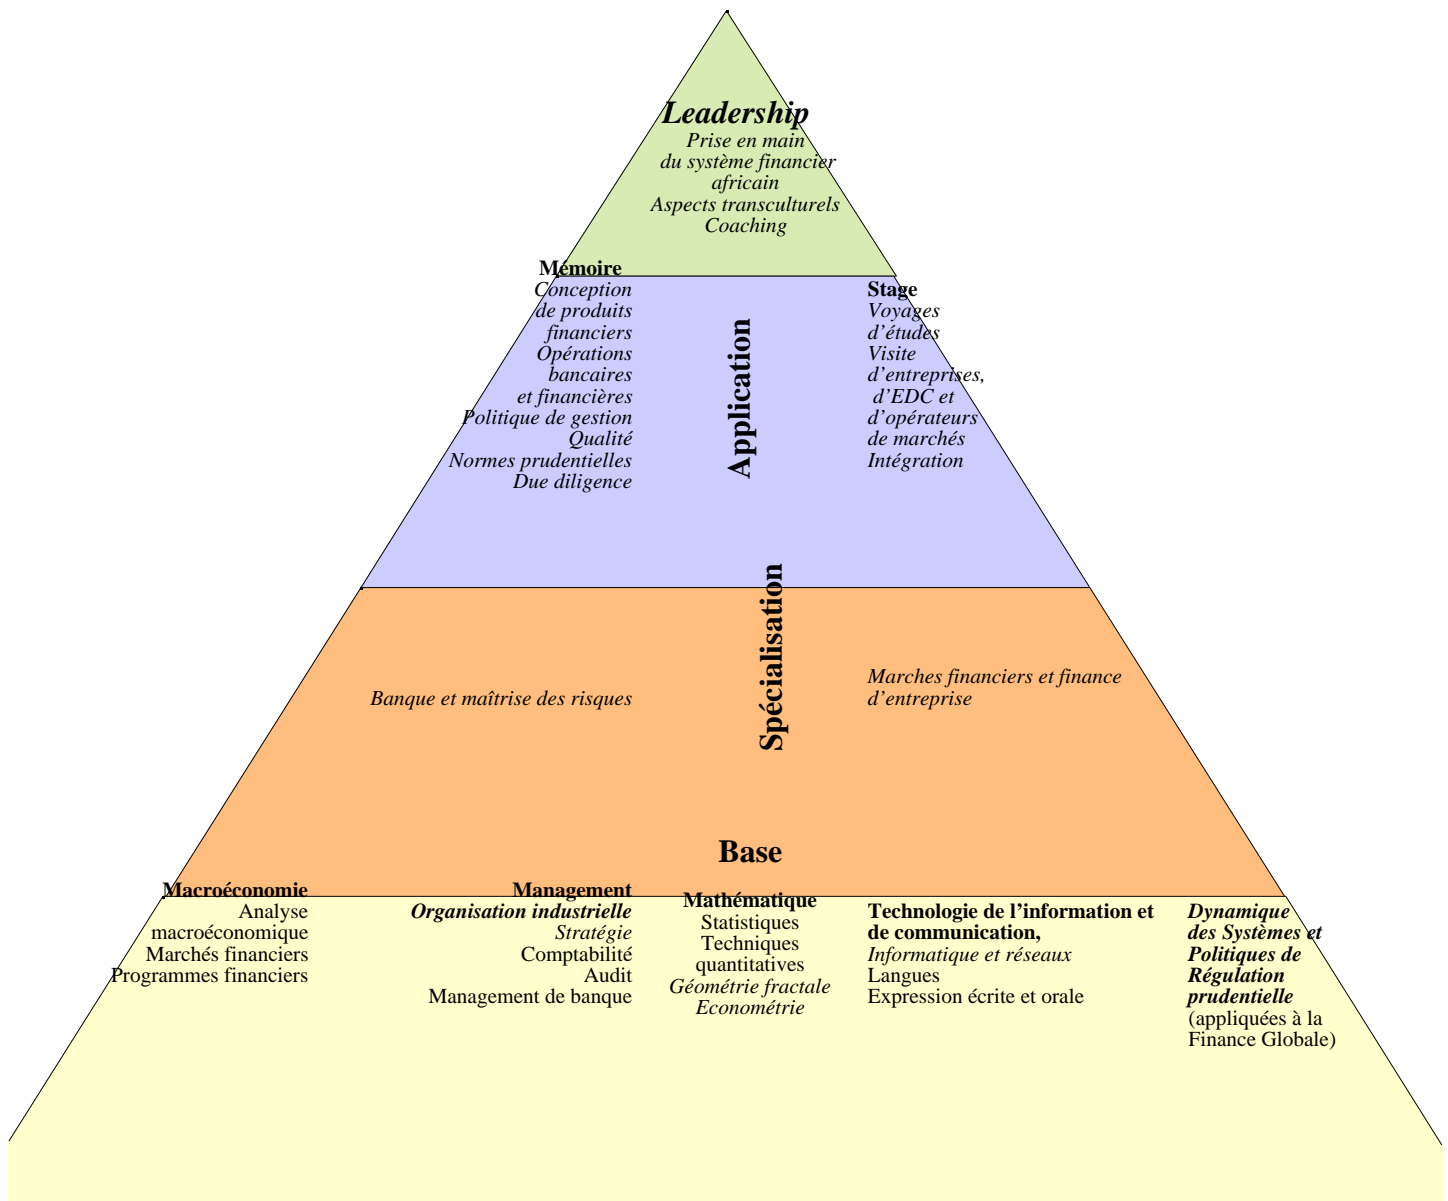 Leadership
Prise en main
du système financier
africain
Aspects transculturels
Coaching
Mémoire
Conception
de produits
financiers
Opérations
bancaires
et financières
Politique de gestion
Qualité
Normes prudentielles
Due diligence
Application
Stage
Voyages
d’études
Visite
d’entreprises,
d’EDC et
d’opérateurs
de marchés
Intégration
Spécialisation
Banque et maîtrise des risques
Marches financiers et finance
d’entreprise
Base
Macroéconomie
Analyse
macroéconomique
Marchés financiers
Programmes financiers
Management
Organisation industrielle
Stratégie
Comptabilité
Audit
Management de banque
Mathématique
Statistiques
Techniques
quantitatives
Géométrie fractale
Econométrie
Technologie de l’information et
de communication,
Informatique et réseaux
Langues
Expression écrite et orale
Dynamique
des Systèmes et
Politiques de
Régulation
prudentielle
(appliquées à la
Finance Globale)